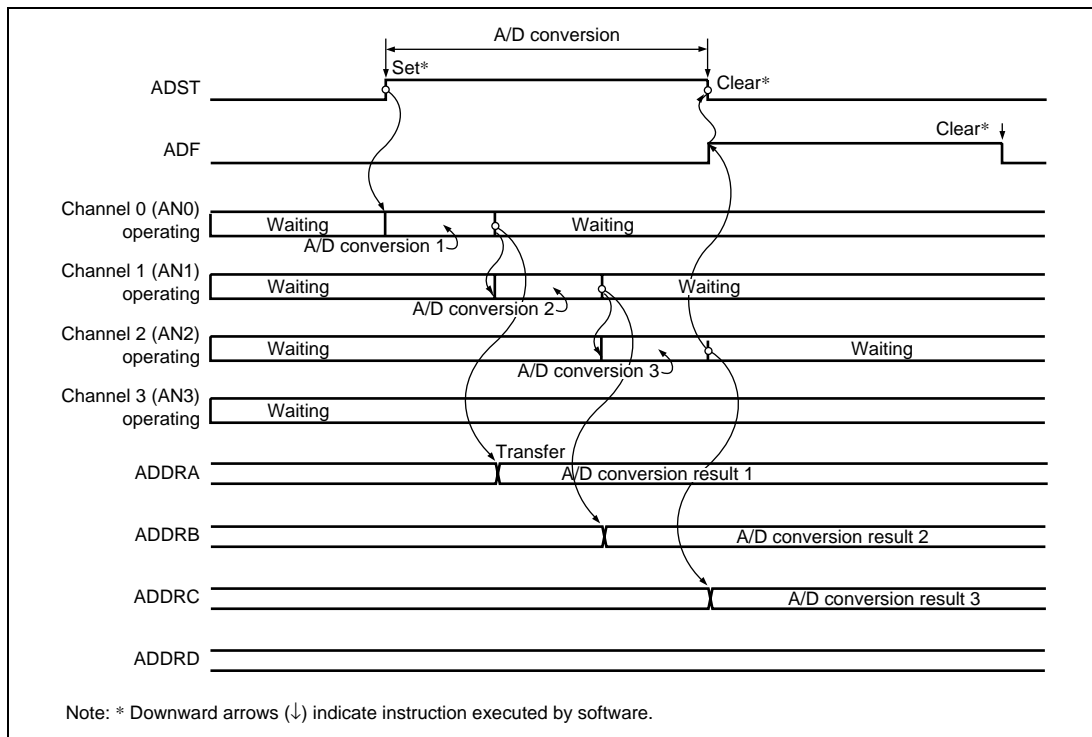 A/D conversion
Set*
ADST
Clear*
Clear*
ADF
Channel 0 (AN0)
operating
Waiting
Waiting
A/D conversion 1
Channel 1 (AN1)
operating
Waiting
Waiting
A/D conversion 2
Channel 2 (AN2)
operating
Waiting
Waiting
A/D conversion 3
Channel 3 (AN3)
operating
Waiting
Transfer
ADDRA
A/D conversion result 1
ADDRB
A/D conversion result 2
ADDRC
A/D conversion result 3
ADDRD
Note: * Downward arrows (↓) indicate instruction executed by software.